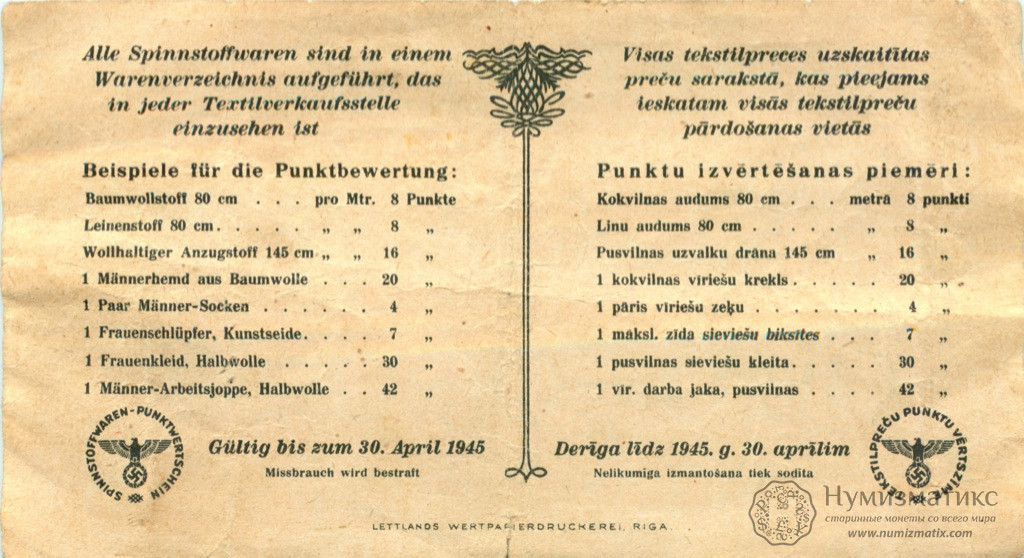 Alle Spinnstoffwaren sind in einem
Warenverzeichnis aufgeführt, das
in jeder Textilverkaufsstelle
einzusehen ist
Beispiele für die Punktbewertung:
Baumwollstoff 80 cm . . . pro Mtr. 8 Punkte
Leinenstoff 80 cm . . . . . „ „ 8 „
Wollhaltiger Anzugstoff 145 cm „ „ 16 „
1 Männerhemd aus Baumwolle . . . 20 „
1 Paar Männer-Socken . . . . . . 4 „
1 Frauenschlüpfer, Kunstseide . . . . 7 „
1 Frauenkleid, Halbwolle . . . . . 30 „
1 Männer-Arbeitsjoppe, Halbwolle . . 42 „
SPINNSTOFFWAREN-PUNKTWERTSCHEIN
Gültig bis zum 30. April 1945
Missbrauch wird bestraft
Visas tekstilpreces uzskaitītas
preču sarakstā, kas pieejams
ieskatam visās tekstilpreču
pārdošanas vietās
Punktu izvērtēšanas piemēri:
Kokvilnas audums 80 cm . . . metrā 8 punkti
Linu audums 80 cm . . . . . „ 8 „
Pusvilnas uzvalku drāna 145 cm „ 16 „
1 kokvilnas vīriešu krekls . . . . . 20 „
1 pāris vīriešu zeķu . . . . . . 4 „
1 māksl. zīda sieviešu biksītes . . . 7 „
1 pusvilnas sieviešu kleita . . . . . 30 „
1 vīr. darba jaka, pusvilnas . . . . 42 „
Derīga līdz 1945. g. 30. aprīlim
Nelikumīga izmantošana tiek sodīta
TEKSTILPREČU PUNKTU VĒRTSZĪME
LETTLANDS WERTPAPIERDRUCKEREI, RIGA.
Нумизматикс
старинные монеты со всего мира
www.numizmatix.com